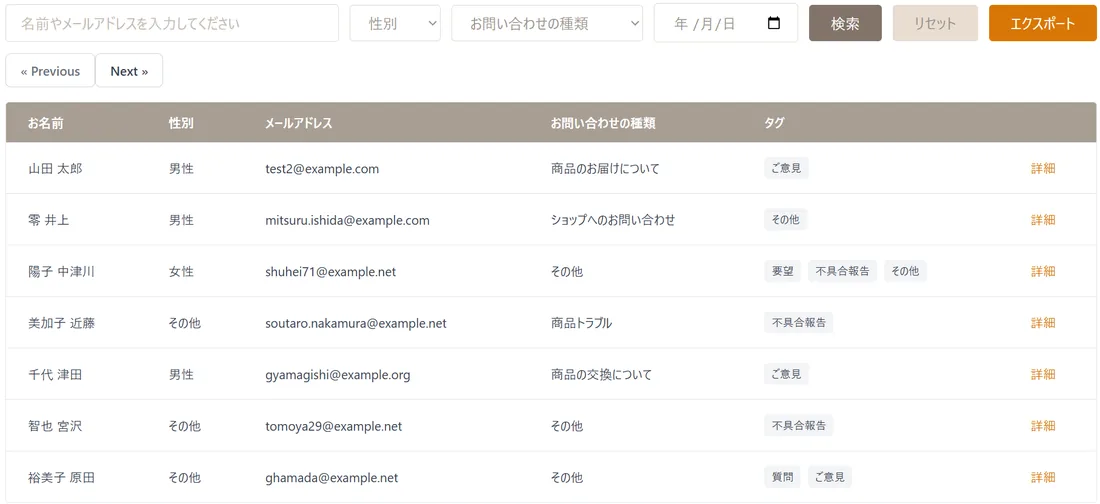 名前やメールアドレスを入力してください 性別 お問い合わせの種類 年 /月/日 検索 リセット エクスポート
« Previous Next »
お名前 性別 メールアドレス お問い合わせの種類 タグ
山田 太郎 男性 test2@example.com 商品のお届けについて ご意見 詳細
零 井上 男性 mitsuru.ishida@example.com ショップへのお問い合わせ その他 詳細
陽子 中津川 女性 shuhei71@example.net その他 要望 不具合報告 その他 詳細
美加子 近藤 その他 soutaro.nakamura@example.net 商品トラブル 不具合報告 詳細
千代 津田 男性 gyamagishi@example.org 商品の交換について ご意見 詳細
智也 宮沢 その他 tomoya29@example.net その他 不具合報告 詳細
裕美子 原田 その他 ghamada@example.net その他 質問 ご意見 詳細